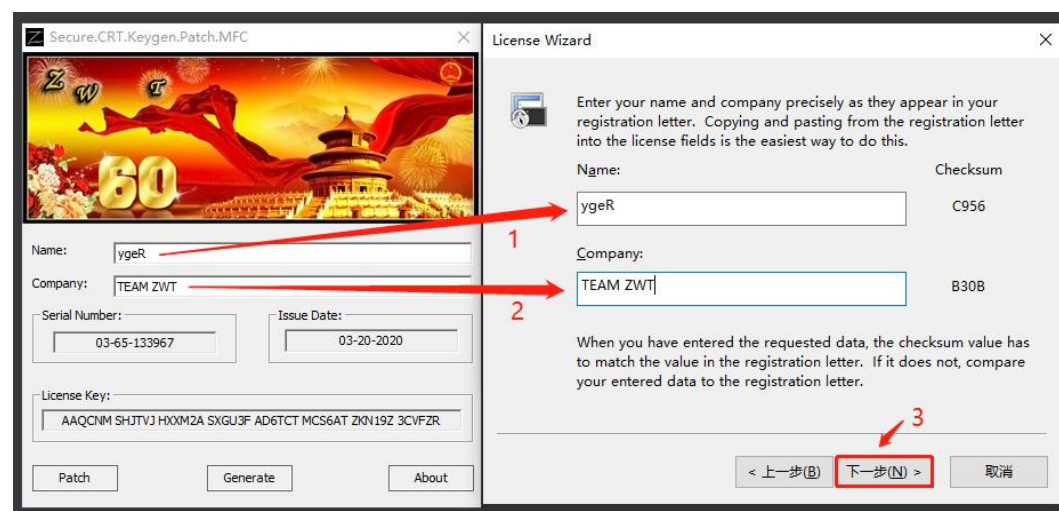 Secure.CRT.Keygen.Patch.MFC
Z W T
60
Name: ygeR
Company: TEAM ZWT
Serial Number:
03-65-133967
Issue Date:
03-20-2020
License Key:
AAQCNM SHJTVJ HXXM2A SXGU3F AD6TCT MCS6AT ZKN19Z 3CVFZR
Patch
Generate
About
License Wizard
Enter your name and company precisely as they appear in your
registration letter. Copying and pasting from the registration letter
into the license fields is the easiest way to do this.
Name: Checksum
ygeR C956
1
Company:
TEAM ZWT B30B
2
When you have entered the requested data, the checksum value has
to match the value in the registration letter. If it does not, compare
your entered data to the registration letter.
3
< 上一步(B)
下一步(N) >
取消